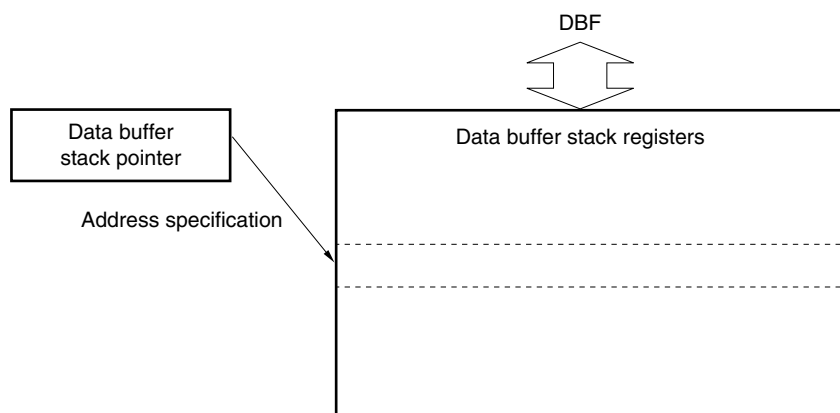 DBF
Data buffer
stack pointer
Data buffer stack registers
Address specification